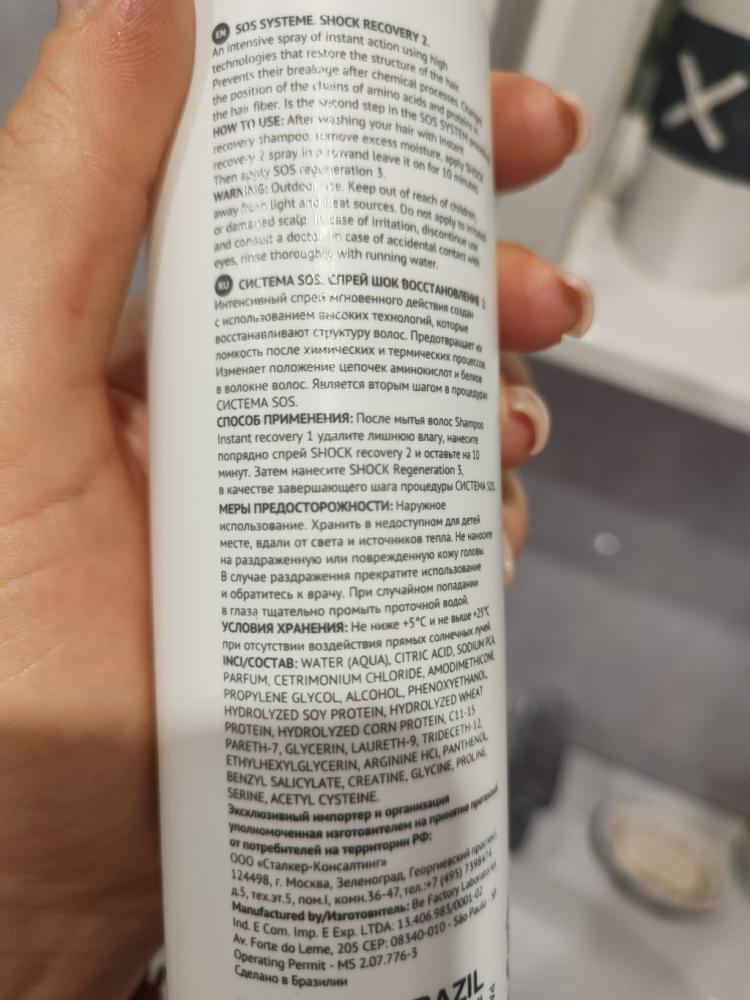 EN SOS SYSTEME. SHOCK RECOVERY 2.
An intensive spray of instant action using high
technologies that restore the structure of the hair.
Prevents their breakage after chemical processes. Changes
the position of the chains of amino acids and proteins in
the hair fiber. Is the second step in the SOS SYSTEM procedure.
HOW TO USE: After washing your hair with Instant
recovery shampoo, remove excess moisture, apply SHOCK
recovery 2 spray in a row and leave it on for 10 minutes.
Then apply SOS regeneration 3.
WARNING: Outdoor use. Keep out of reach of children,
away from light and heat sources. Do not apply to irritated
or damaged scalp. In case of irritation, discontinue use
and consult a doctor. In case of accidental contact with
eyes, rinse thoroughly with running water.
RU СИСТЕМА SOS. СПРЕЙ ШОК ВОССТАНОВЛЕНИЕ 2.
Интенсивный спрей мгновенного действия создан
с использованием высоких технологий, которые
восстанавливают структуру волос. Предотвращает их
ломкость после химических и термических процессов.
Изменяет положение цепочек аминокислот и белков
в волокне волос. Является вторым шагом в процедурах
СИСТЕМА SOS.
СПОСОБ ПРИМЕНЕНИЯ: После мытья волос Shampoo
Instant recovery 1 удалите лишнюю влагу, нанесите
попрядно спрей SHOCK recovery 2 и оставьте на 10
минут. Затем нанесите SHOCK Regeneration 3,
в качестве завершающего шага процедуры СИСТЕМА SOS.
МЕРЫ ПРЕДОСТОРОЖНОСТИ: Наружное
использование. Хранить в недоступном для детей
месте, вдали от света и источников тепла. Не наносите
на раздраженную или поврежденную кожу головы.
В случае раздражения прекратите использование
и обратитесь к врачу. При случайном попадании
в глаза тщательно промыть проточной водой.
УСЛОВИЯ ХРАНЕНИЯ: Не ниже +5°C и не выше +25°C
при отсутствии воздействия прямых солнечных лучей.
INCI/СОСТАВ: WATER (AQUA), CITRIC ACID, SODIUM PCA,
PARFUM, CETRIMONIUM CHLORIDE, AMODIMETHICONE,
PROPYLENE GLYCOL, ALCOHOL, PHENOXYETHANOL,
HYDROLYZED SOY PROTEIN, HYDROLYZED WHEAT
PROTEIN, HYDROLYZED CORN PROTEIN, C11-15
PARETH-7, GLYCERIN, LAURETH-9, TRIDECETH-12,
ETHYLHEXYLGLYCERIN, ARGININE HCI, PANTHENOL,
BENZYL SALICYLATE, CREATINE, GLYCINE, PROLINE,
SERINE, ACETYL CYSTEINE.
Эксклюзивный импортер и организация
уполномоченная изготовителем на принятие претензий
от потребителей на территории РФ:
ООО «Сталкер-Консалтинг»
124498, г. Москва, Зеленоград, Георгиевский проспект,
д.5, тех.эт.5, пом.I, комн.36-47, тел.:+7 (495) 7398474
Manufactured by/Изготовитель: Be Factory Laboratories
Ind. E Com. Imp. E Exp. LTDA: 13.406.983/0001-02
Av. Forte do Leme, 205 CEP: 08340-010 - São Paulo - SP
Operating Permit - MS 2.07.776-3
Сделано в Бразилии